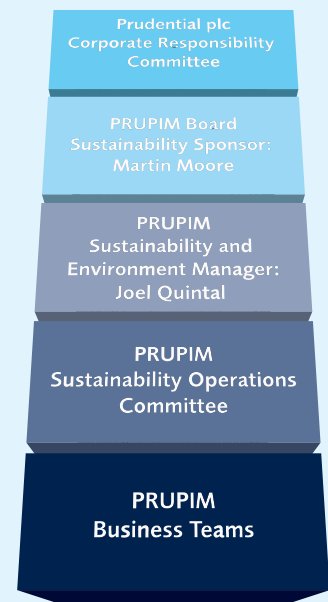 Prudential plc
Corporate Responsibility
Committee
PRUPIM Board
Sustainability Sponsor:
Martin Moore
PRUPIM
Sustainability and
Environment Manager:
Joel Quintal
PRUPIM
Sustainability Operations
Committee
PRUPIM
Business Teams